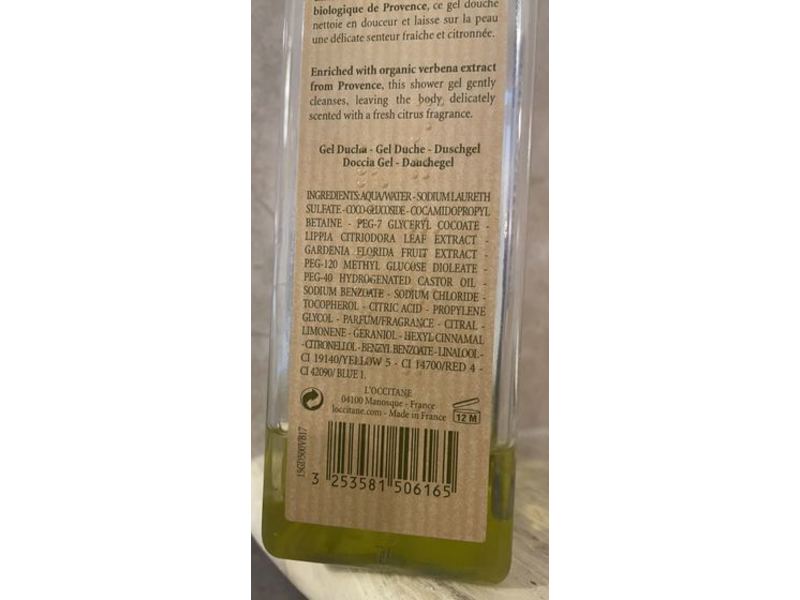 biologique de Provence, ce gel douche
nettoie en douceur et laisse sur la peau
une délicate senteur fraiche et citronnée.
Enriched with organic verbena extract
from Provence, this shower gel gently
cleanses, leaving the body delicately
scented with a fresh citrus fragrance.
Gel Ducha - Gel Duche - Duschgel
Doccia Gel - Dauchegel
INGREDIENTS: AQUA/WATER - SODIUM LAURETH
SULFATE - COCO-GLUCOSIDE - COCAMIDOPROPYL
BETAINE - PEG-7 GLYCERYL COCOATE -
LIPPIA CITRIODORA LEAF EXTRACT -
GARDENIA FLORIDA FRUIT EXTRACT -
PEG-120 METHYL GLUCOSE DIOLEATE -
PEG-40 HYDROGENATED CASTOR OIL -
SODIUM BENZOATE - SODIUM CHLORIDE -
TOCOPHEROL - CITRIC ACID - PROPYLENE
GLYCOL - PARFUM/FRAGRANCE - CITRAL -
LIMONENE - GERANIOL - HEXYL CINNAMAL
- CITRONELLOL - BENZYL BENZOATE - LINALOOL -
CI 19140/YELLOW 5 - CI 14700/RED 4 -
CI 42090/ BLUE 1.
L'OCCITANE
04100 Manosque - France
loccitane.com - Made in France
12 M
15GD500VB17
3 253581 506165